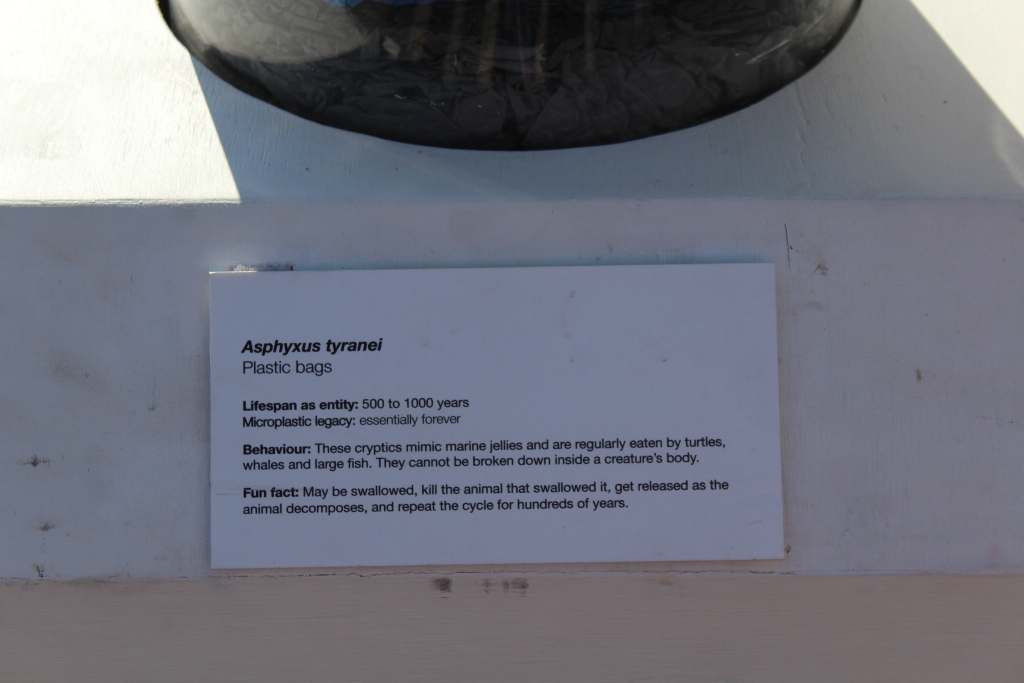 Asphyxus tyranei
Plastic bags
Lifespan as entity: 500 to 1000 years
Microplastic legacy: essentially forever
Behaviour: These cryptics mimic marine jellies and are regularly eaten by turtles,
whales and large fish. They cannot be broken down inside a creature's body.
Fun fact: May be swallowed, kill the animal that swallowed it, get released as the
animal decomposes, and repeat the cycle for hundreds of years.